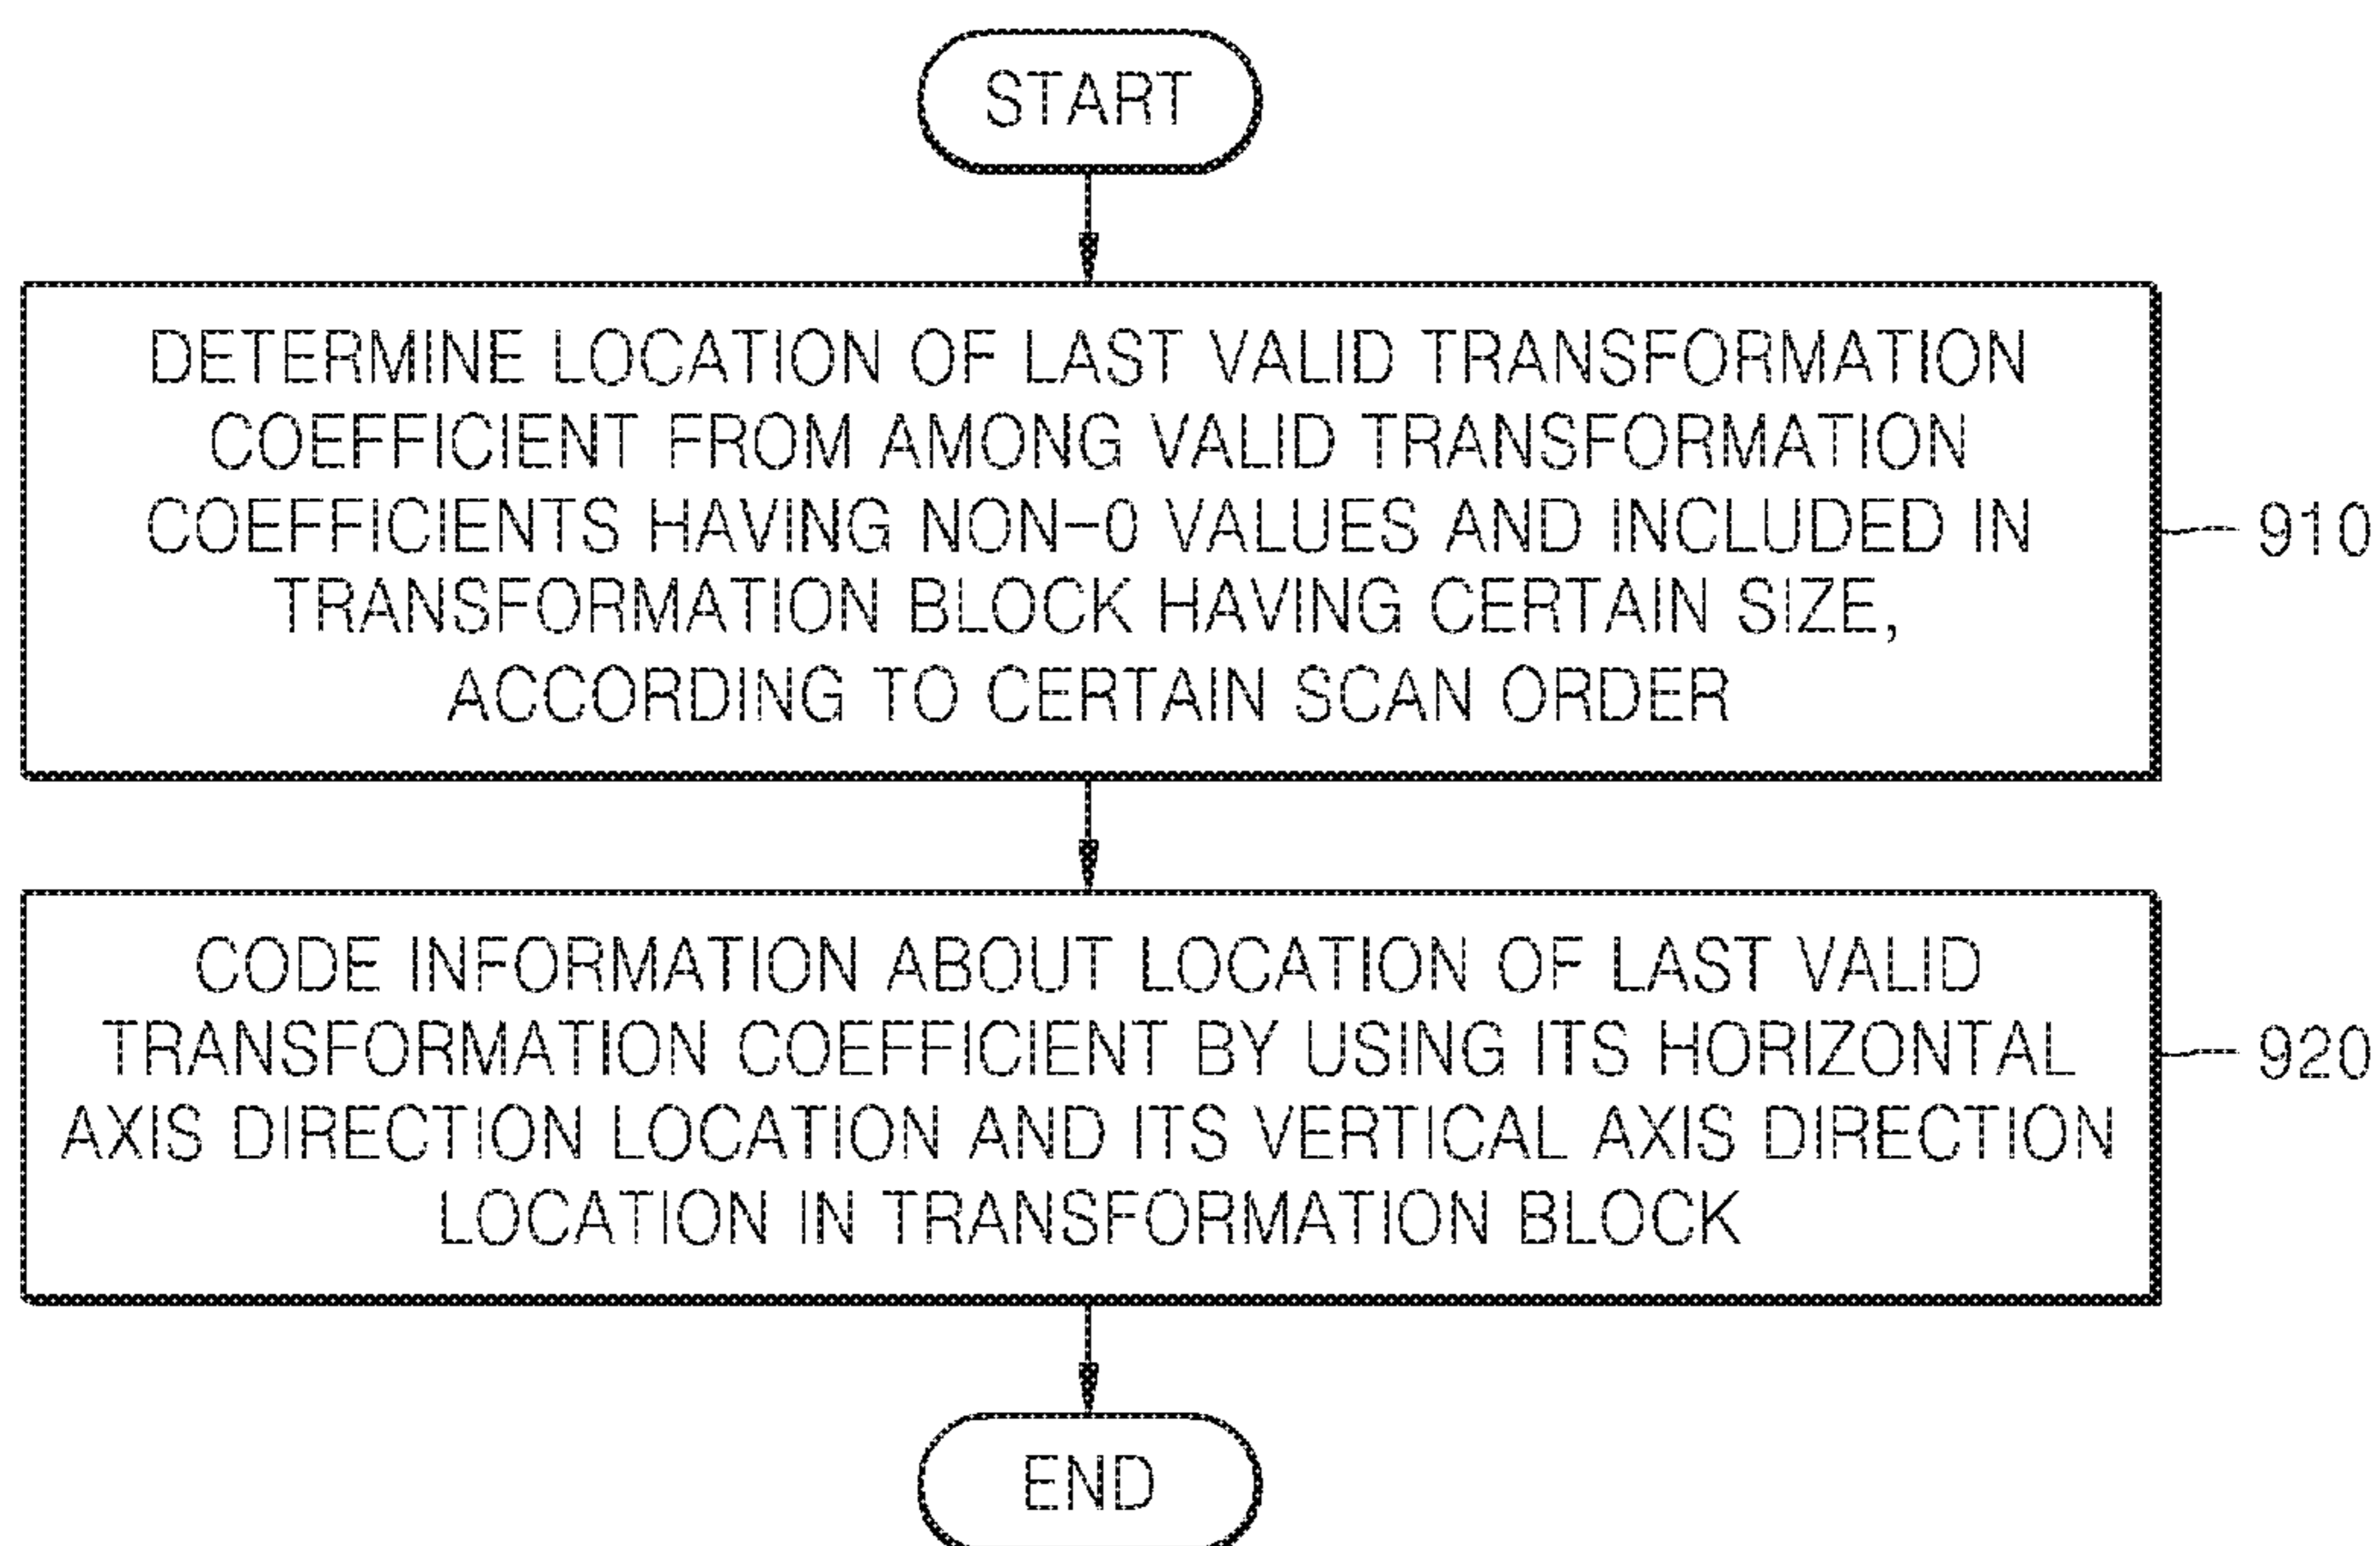 START
DETERMINE LOCATION OF LAST VALID TRANSFORMATION
COEFFICIENT FROM AMONG VALID TRANSFORMATION
COEFFICIENTS HAVING NON-0 VALUES AND INCLUDED IN
TRANSFORMATION BLOCK HAVING CERTAIN SIZE,
ACCORDING TO CERTAIN SCAN ORDER
910
CODE INFORMATION ABOUT LOCATION OF LAST VALID
TRANSFORMATION COEFFICIENT BY USING ITS HORIZONTAL
AXIS DIRECTION LOCATION AND ITS VERTICAL AXIS DIRECTION
LOCATION IN TRANSFORMATION BLOCK
920
END